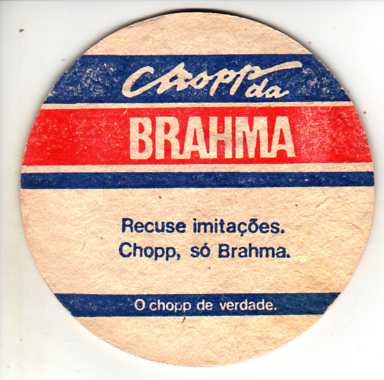 Chopp da
BRAHMA
Recuse imitações.
Chopp, só Brahma.
O chopp de verdade.